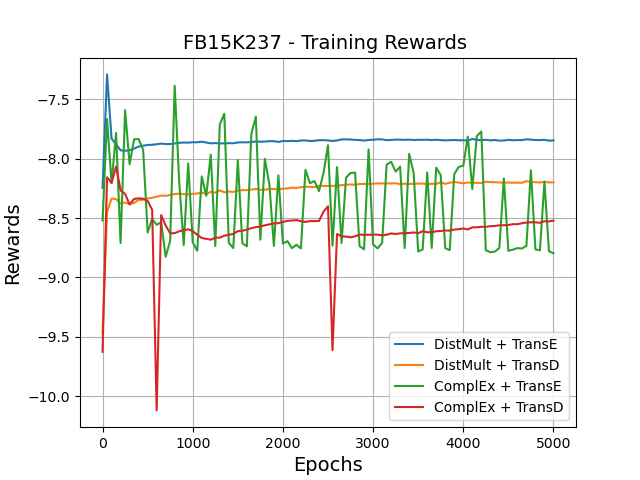 FB15K237 - Training Rewards
Rewards
−7.5
−8.0
−8.5
−9.0
−9.5
−10.0
0
1000
2000
3000
4000
5000
Epochs
DistMult + TransE
DistMult + TransD
ComplEx + TransE
ComplEx + TransD